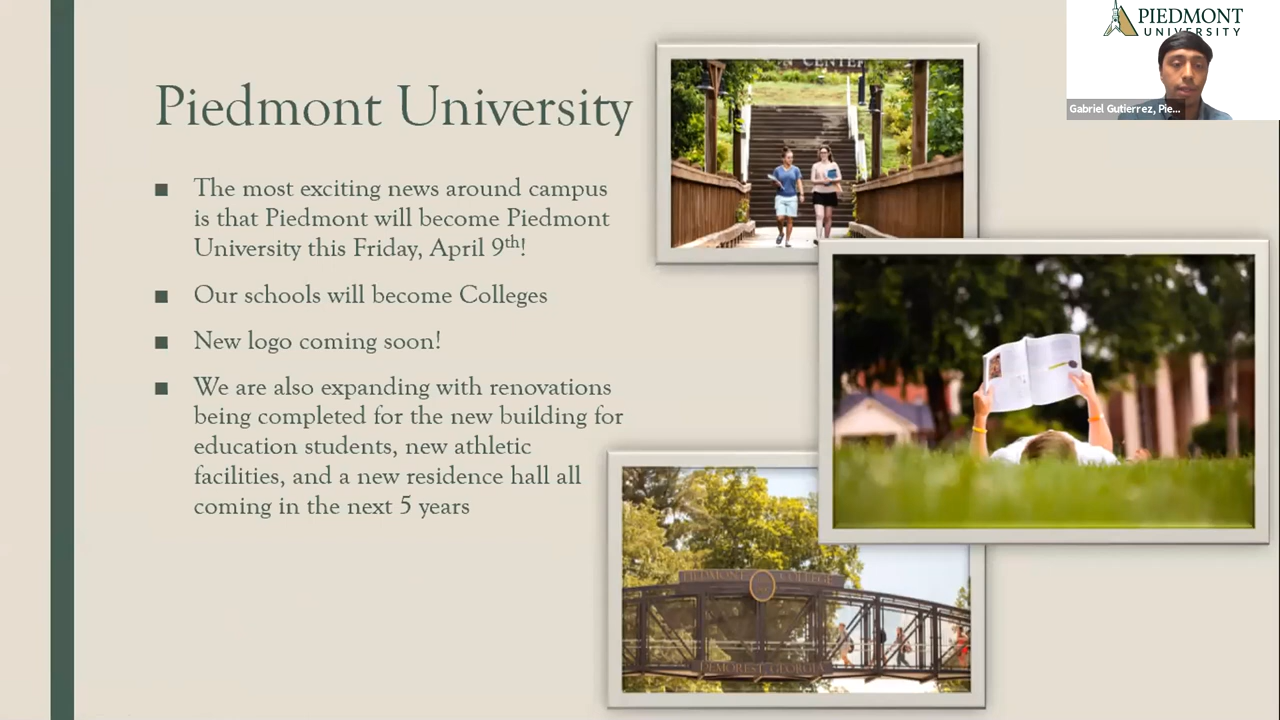 PIEDMONT
UNIVERSITY
Gabriel Gutierrez, Pie...
Piedmont University
■ The most exciting news around campus
is that Piedmont will become Piedmont
University this Friday, April 9th!
■ Our schools will become Colleges
■ New logo coming soon!
■ We are also expanding with renovations
being completed for the new building for
education students, new athletic
facilities, and a new residence hall all
coming in the next 5 years
CENTER
PIEDMONT COLLEGE
DEMOREST, GEORGIA